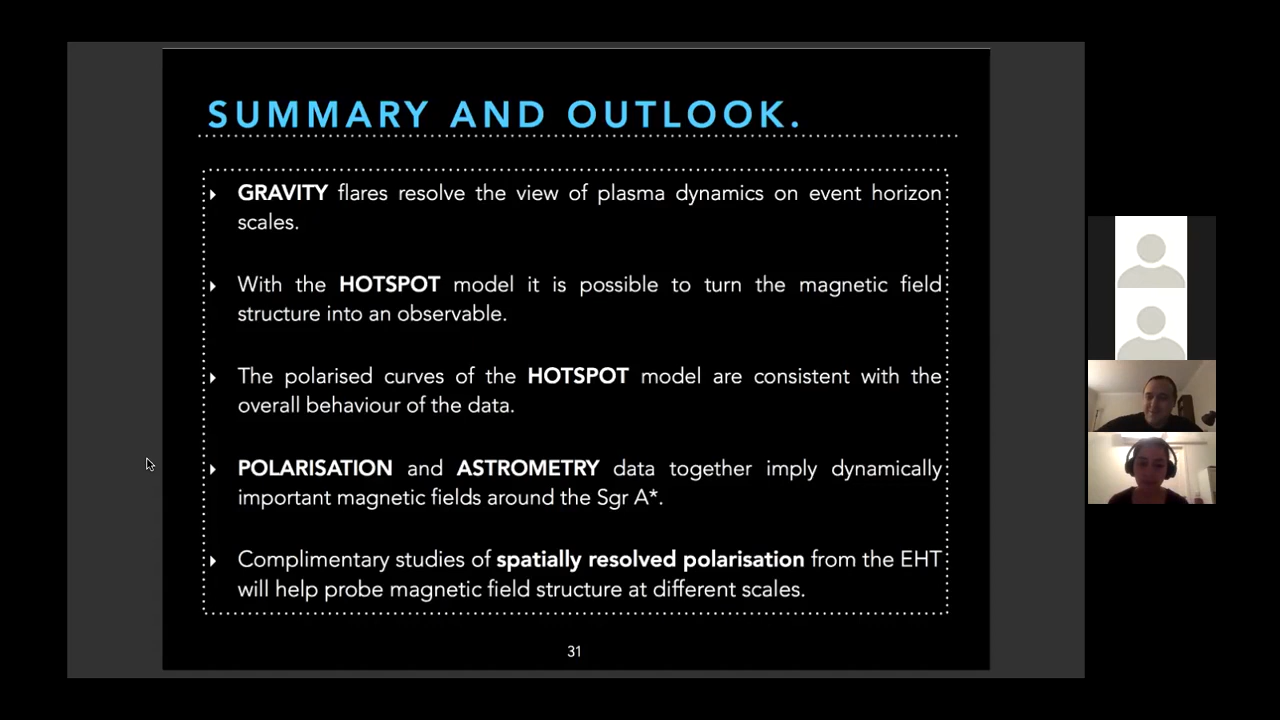 SUMMARY AND OUTLOOK.
GRAVITY flares resolve the view of plasma dynamics on event horizon
scales.
With the HOTSPOT model it is possible to turn the magnetic field
structure into an observable.
The polarised curves of the HOTSPOT model are consistent with the
overall behaviour of the data.
POLARISATION and ASTROMETRY data together imply dynamically
important magnetic fields around the Sgr A*.
Complimentary studies of spatially resolved polarisation from the EHT
will help probe magnetic field structure at different scales.
31